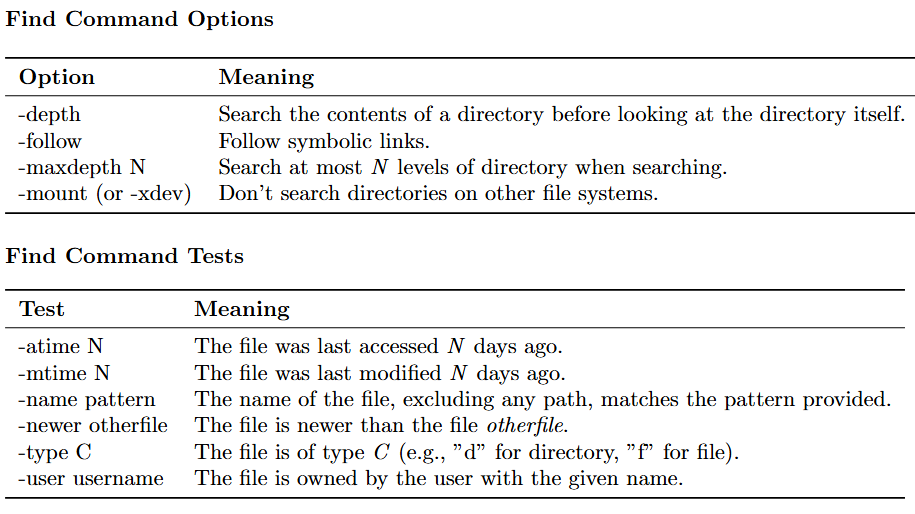 Find Command Options
Option Meaning
-depth Search the contents of a directory before looking at the directory itself.
-follow Follow symbolic links.
-maxdepth N Search at most N levels of directory when searching.
-mount (or -xdev) Don't search directories on other file systems.
Find Command Tests
Test Meaning
-atime N The file was last accessed N days ago.
-mtime N The file was last modified N days ago.
-name pattern The name of the file, excluding any path, matches the pattern provided.
-newer otherfile The file is newer than the file otherfile.
-type C The file is of type C (e.g., ”d” for directory, ”f” for file).
-user username The file is owned by the user with the given name.